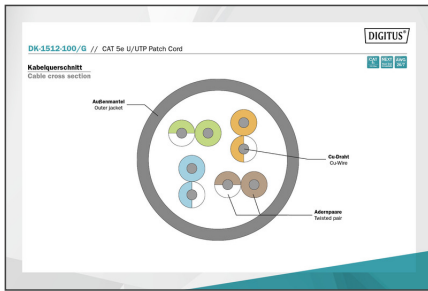 DIGITUS®
DK-1512-100/G // CAT 5e U/UTP Patch Cord
Kabelquerschnitt
Cable cross section
Außenmantel
Outer jacket
Cu-Draht
Cu-Wire
Adernpaare
Twisted pair